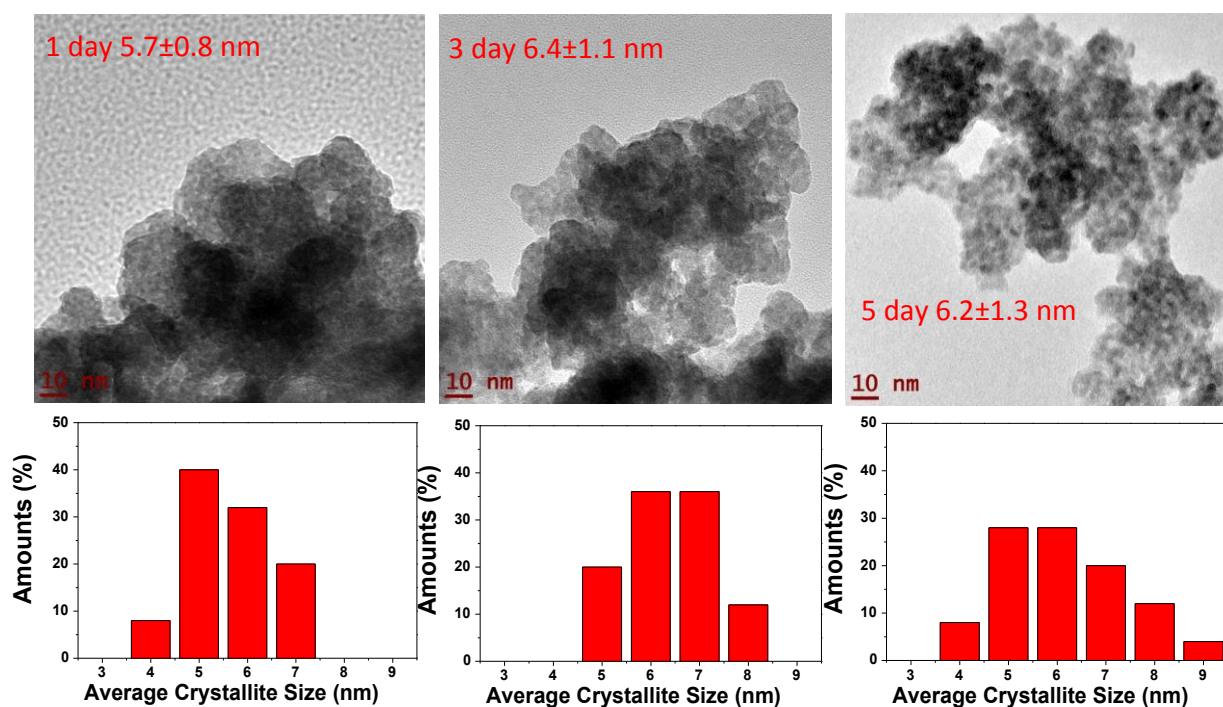 1 day 5.7±0.8 nm
10 nm
3 day 6.4±1.1 nm
10 nm
5 day 6.2±1.3 nm
10 nm
50
40
30
20
10
0
Amounts (%)
3 4 5 6 7 8 9
Average Crystallite Size (nm)
50
40
30
20
10
0
Amounts (%)
3 4 5 6 7 8 9
Average Crystallite Size (nm)
50
40
30
20
10
0
Amounts (%)
3 4 5 6 7 8 9
Average Crystallite Size (nm)